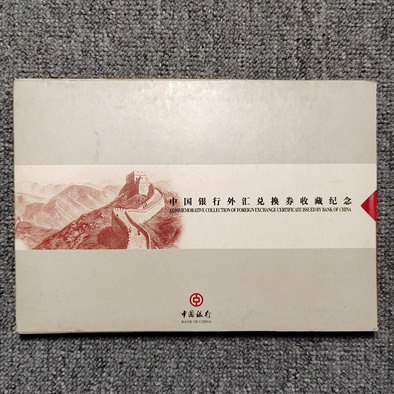 中国银行外汇兑换券收藏纪念
COMMEMORATIVE COLLECTION OF FOREIGN EXCHANGE CERTIFICATE ISSUED BY BANK OF CHINA
中国银行
BANK OF CHINA